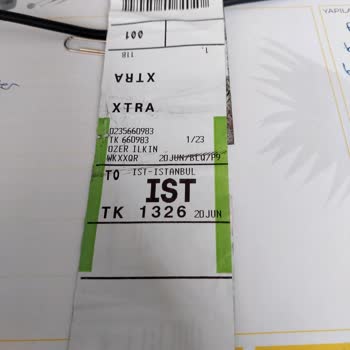 001
118
XTRA
XTRA
0235660983
TK 660983 1/23
OZER ILKIN
WKXXQR 20JUN/BLQ/P9
TO IST-ISTANBUL
IST
TK 1326 20JUN